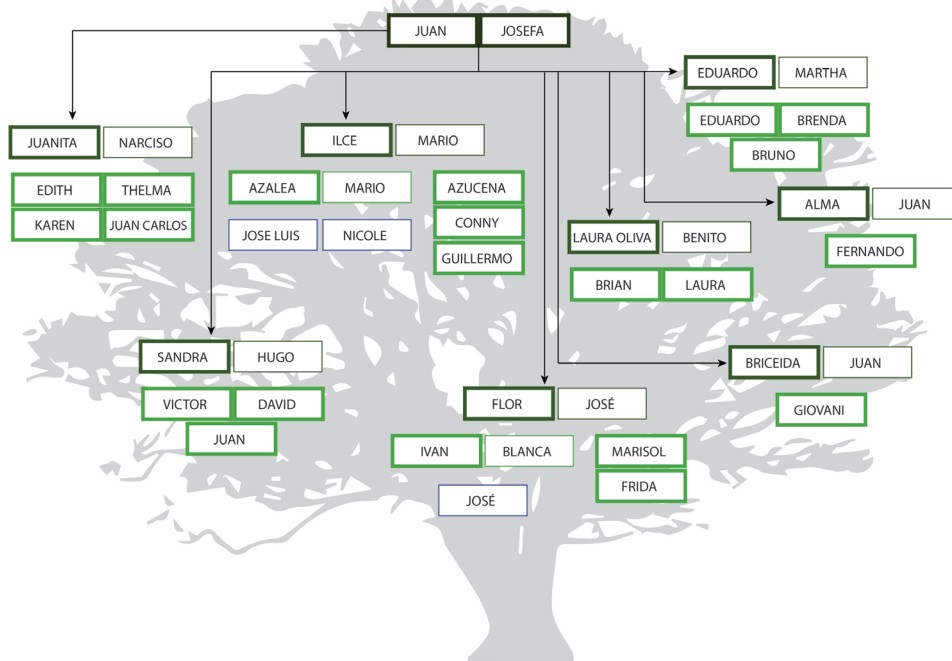 JUAN JOSEFA
EDUARDO MARTHA
EDUARDO BRENDA
BRUNO
JUANITA NARCISO
EDITH THELMA
KAREN JUAN CARLOS
ILCE MARIO
AZALEA MARIO
JOSE LUIS NICOLE
AZUCENA
CONNY
GUILLERMO
ALMA JUAN
FERNANDO
LAURA OLIVA BENITO
BRIAN LAURA
SANDRA HUGO
VICTOR DAVID
JUAN
FLOR JOSÉ
IVAN BLANCA
JOSÉ
MARISOL
FRIDA
BRICEIDA JUAN
GIOVANI